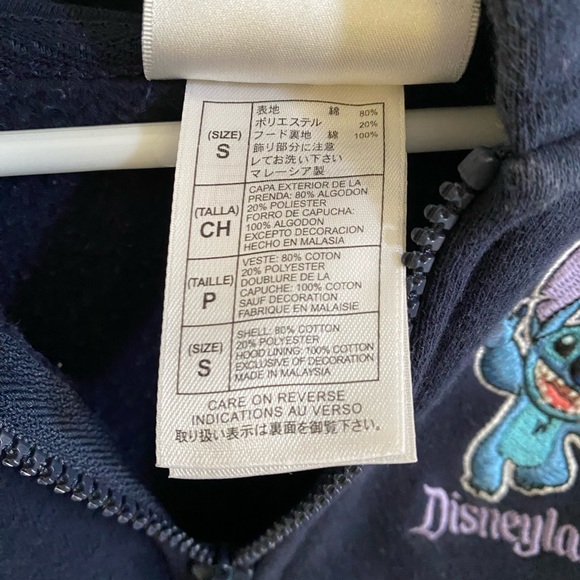 (SIZE)
S
表地 綿 80%
ポリエステル 20%
フード裏地 綿 100%
飾り部分に注意
してお洗い下さい
マレーシア製
(TALLA)
CH
CAPA EXTERIOR DE LA
PRENDA: 80% ALGODON
20% POLIESTER
FORRO DE CAPUCHA:
100% ALGODON
EXCEPTO DECORACION
HECHO EN MALASIA
(TAILLE)
P
VESTE: 80% COTON
20% POLYESTER
DOUBLURE DE LA
CAPUCHE: 100% COTON
SAUF DECORATION
FABRIQUE EN MALAISIE
(SIZE)
S
SHELL: 80% COTTON
20% POLYESTER
HOOD LINING: 100% COTTON
EXCLUSIVE OF DECORATION
MADE IN MALAYSIA
CARE ON REVERSE
INDICATIONS AU VERSO
取り扱い表示は裏面を御覧下さい
Disneyla